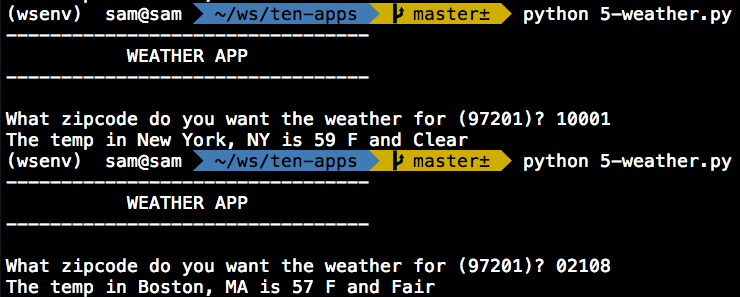 (wsenv) sam@sam ~/ws/ten-apps master± python 5-weather.py
---------------------------------
WEATHER APP
---------------------------------
What zipcode do you want the weather for (97201)? 10001
The temp in New York, NY is 59 F and Clear
(wsenv) sam@sam ~/ws/ten-apps master± python 5-weather.py
---------------------------------
WEATHER APP
---------------------------------
What zipcode do you want the weather for (97201)? 02108
The temp in Boston, MA is 57 F and Fair